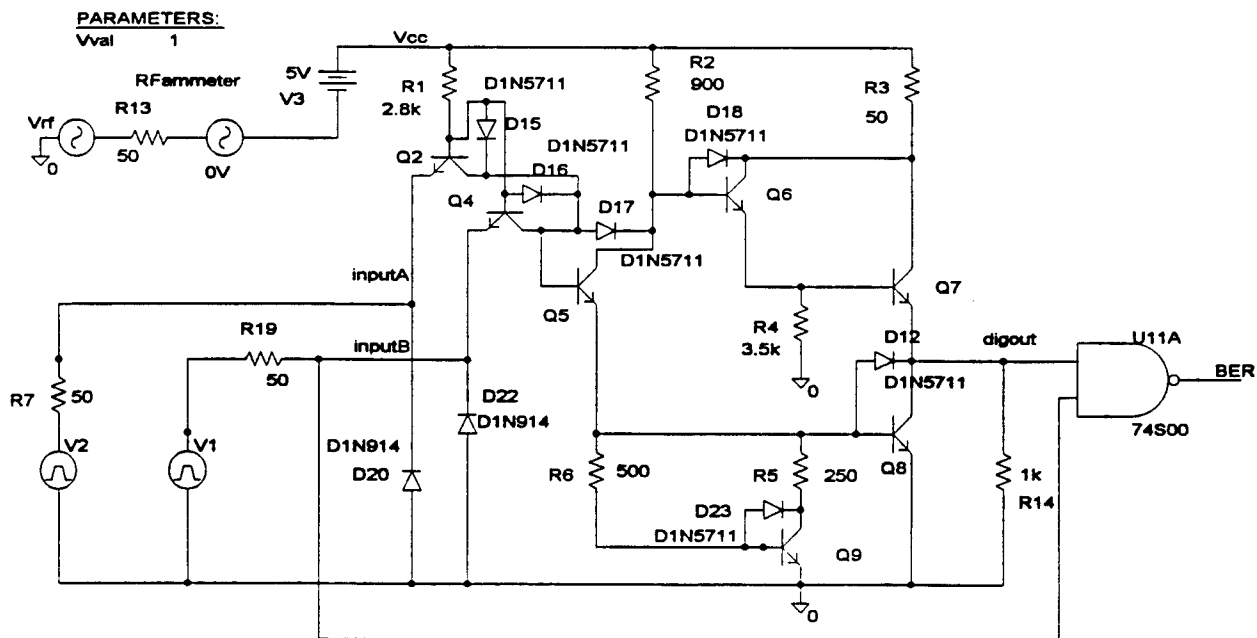 PARAMETERS:
Vval 1
Vcc
5V
V3
RFammeter
R13
Vrf
50
0
0V
R1
2.8k
D1N5711
D15
Q2
D1N5711
D16
Q4
D17
D1N5711
R2
900
D18
D1N5711
Q6
R3
50
inputA
Q5
Q7
R19
50
inputB
R4
3.5k
0
D12
D1N5711
digout
U11A
BER
74S00
R7
50
V2
V1
D22
D1N914
D1N914
D20
R6
500
R5
250
Q8
1k
R14
D23
D1N5711
Q9
0